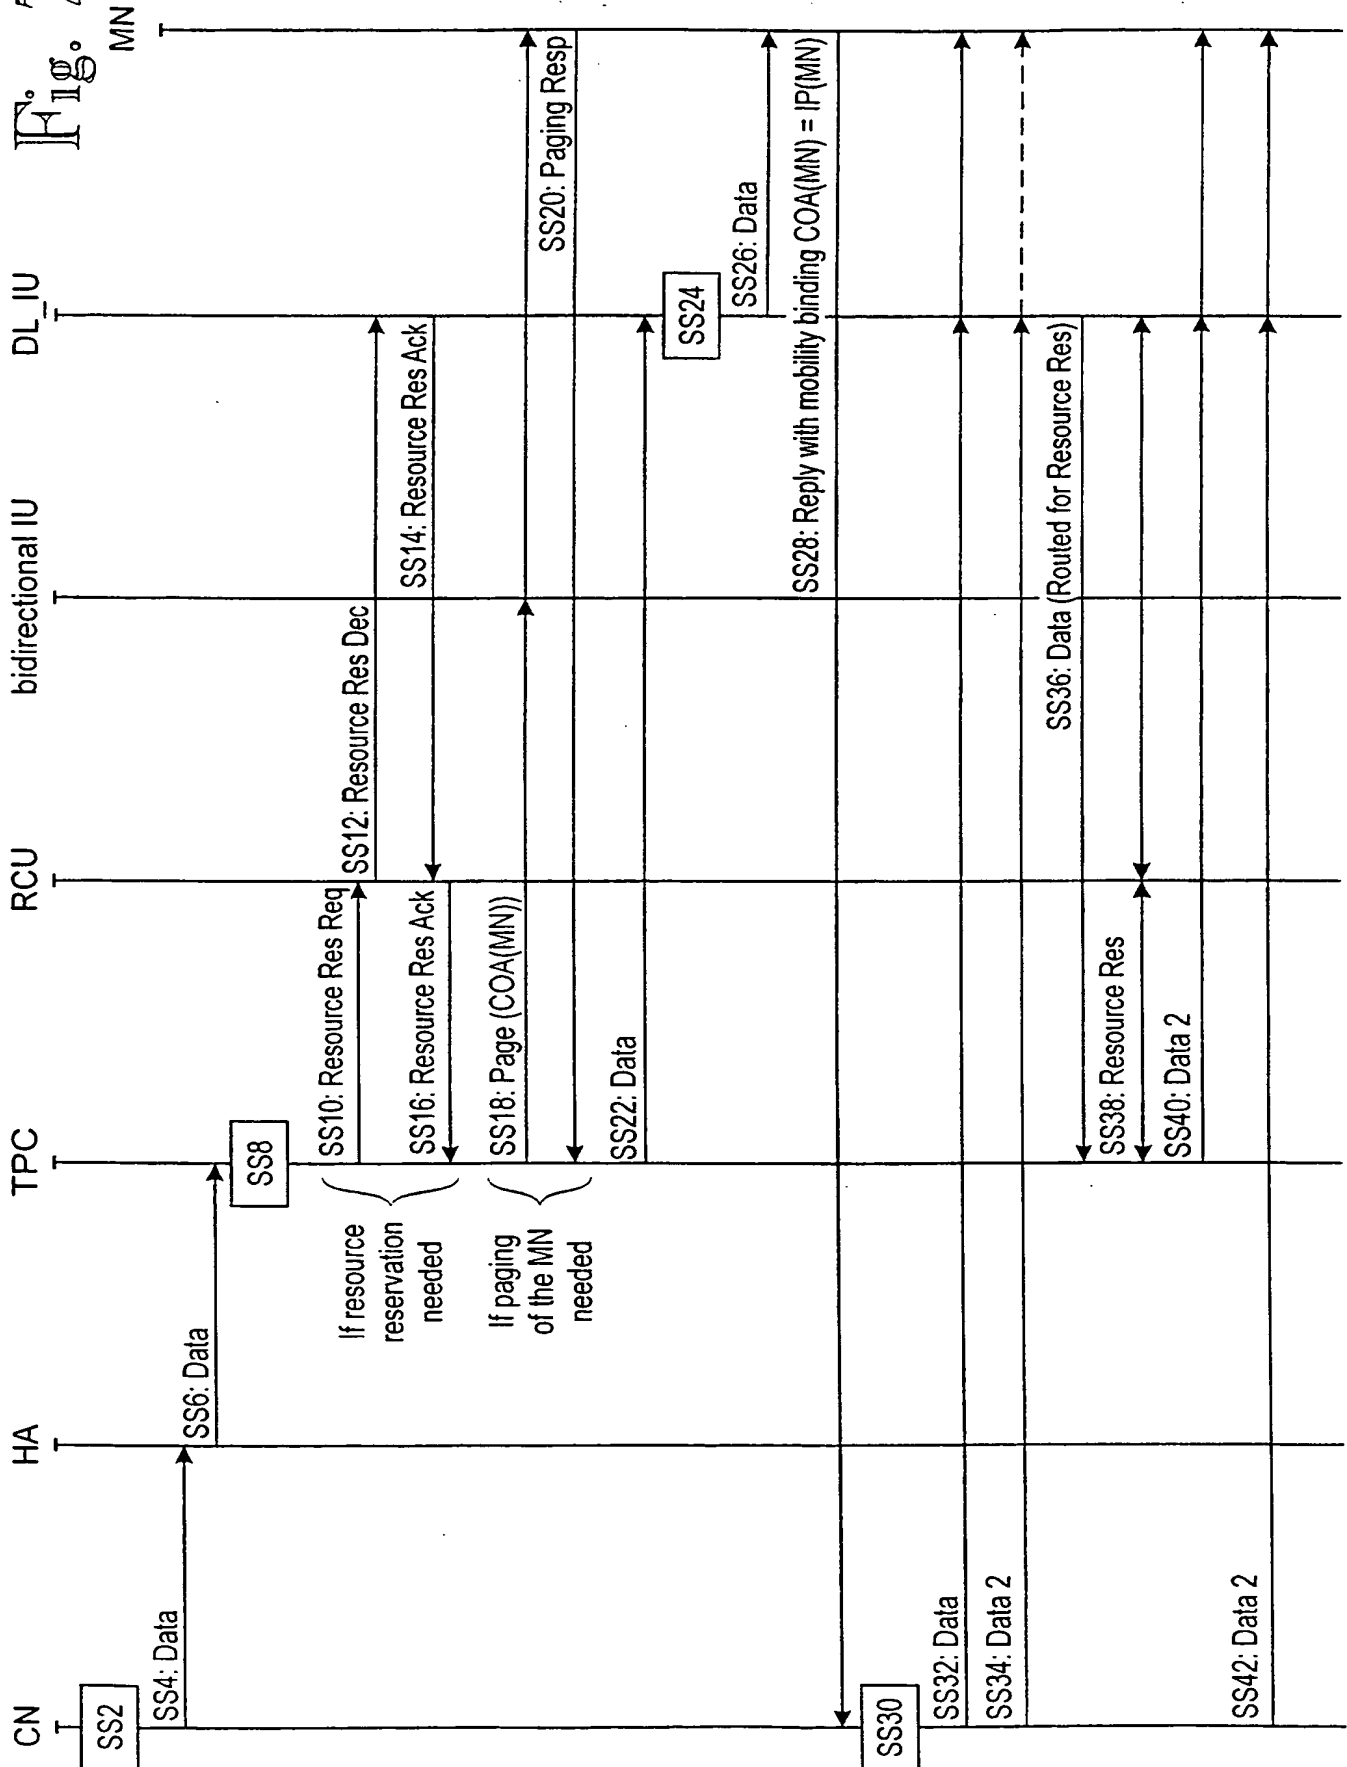 Fig.
CN
HA
TPC
RCU
bidirectional IU
DL_IU
MN
SS2
SS4: Data
SS6: Data
SS8
If resource
reservation
needed
SS10: Resource Res Req
SS12: Resource Res Dec
SS14: Resource Res Ack
SS16: Resource Res Ack
If paging
of the MN
needed
SS18: Page (COA(MN))
SS20: Paging Resp
SS22: Data
SS24
SS26: Data
SS28: Reply with mobility binding COA(MN) = IP(MN)
SS30
SS32: Data
SS34: Data 2
SS36: Data (Routed for Resource Res)
SS38: Resource Res
SS40: Data 2
SS42: Data 2